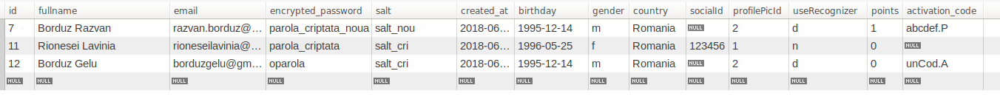 id fullname email encrypted_password salt created_at birthday gender country socialId profilePicId useRecognizer points activation_code
7 Borduz Razvan razvan.borduz@... parola_criptata_noua salt_nou 2018-06... 1995-12-14 m Romania NULL 2 d 1 abcdef.P
11 Rionesei Lavinia rioneseilavinia@... parola_criptata salt_cri 2018-06... 1996-05-25 f Romania 123456 1 n 0 NULL
12 Borduz Gelu borduzgelu@gm... oparola salt_cri 2018-06... 1995-12-14 m Romania NULL 2 d 0 unCod.A
NULL NULL NULL NULL NULL NULL NULL NULL NULL NULL NULL NULL NULL NULL